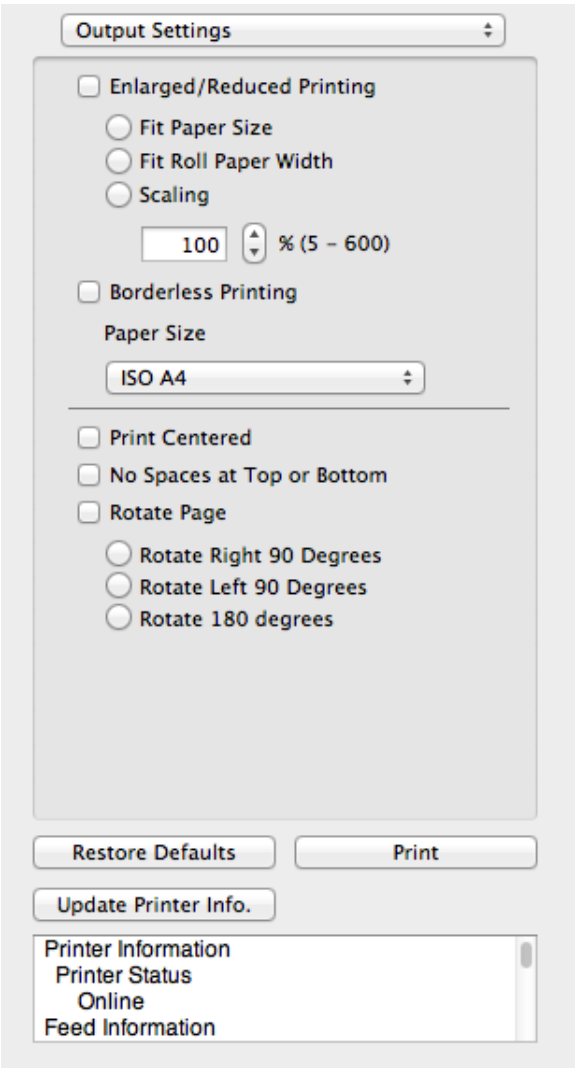 Output Settings
Enlarged/Reduced Printing
Fit Paper Size
Fit Roll Paper Width
Scaling
100 % (5 – 600)
Borderless Printing
Paper Size
ISO A4
Print Centered
No Spaces at Top or Bottom
Rotate Page
Rotate Right 90 Degrees
Rotate Left 90 Degrees
Rotate 180 degrees
Restore Defaults Print
Update Printer Info.
Printer Information
Printer Status
Online
Feed Information